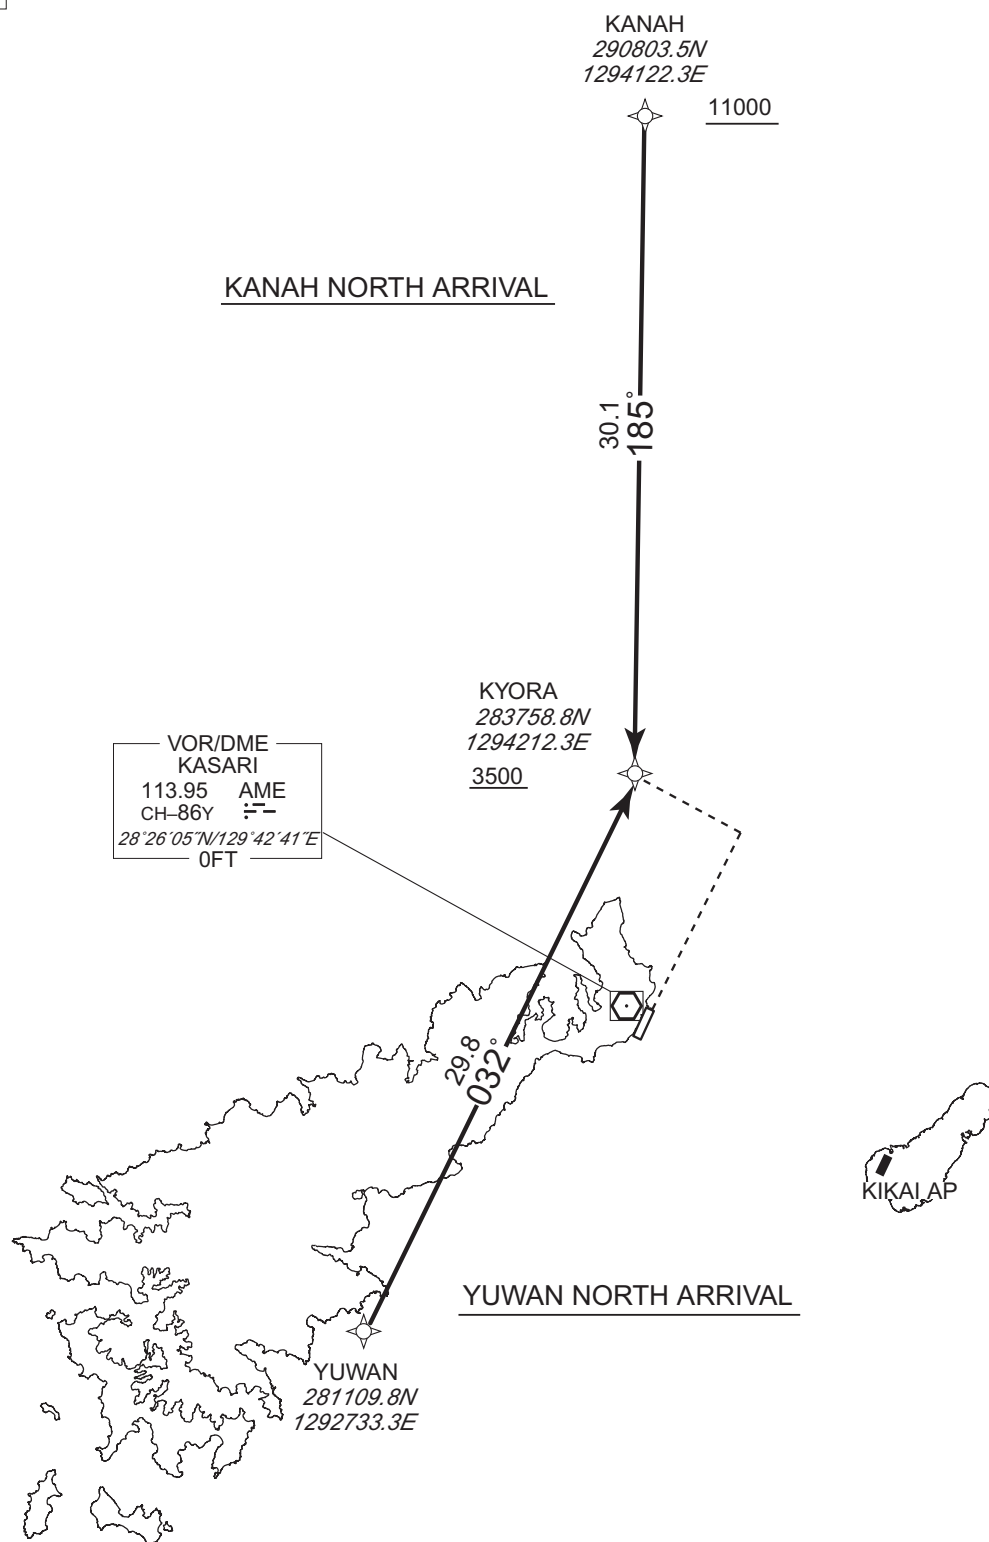 KANAH
290803.5N
1294122.3E
11000
KANAH NORTH ARRIVAL
30.1
185°
KYORA
283758.8N
1294212.3E
3500
VOR/DME
KASARI
113.95 AME
CH–86Y
28°26´05˝N/129°42´41˝E
0FT
29.8
032°
KIKAI AP
YUWAN NORTH ARRIVAL
YUWAN
281109.8N
1292733.3E